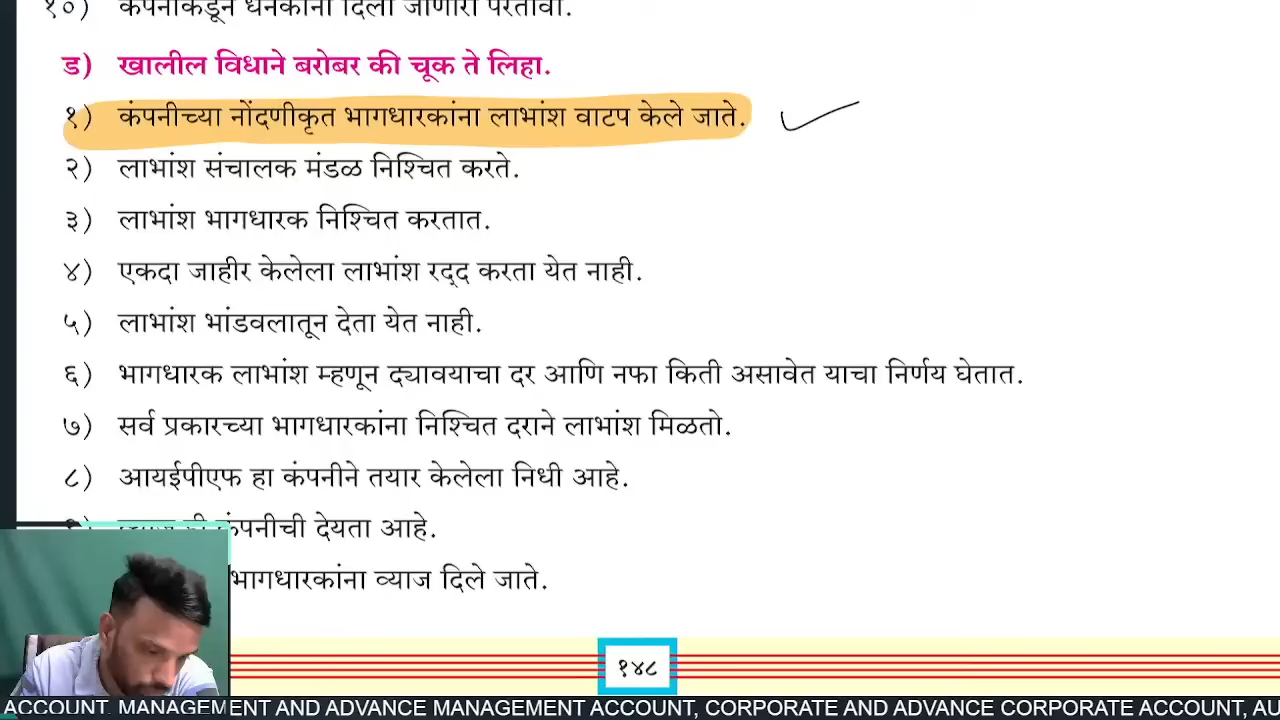 १०) कंपनीकडून धनकोंना दिला जाणारा परतावा.
ड) खालील विधाने बरोबर की चूक ते लिहा.
१) कंपनीच्या नोंदणीकृत भागधारकांना लाभांश वाटप केले जाते.
२) लाभांश संचालक मंडळ निश्चित करते.
३) लाभांश भागधारक निश्चित करतात.
४) एकदा जाहीर केलेला लाभांश रद्द करता येत नाही.
५) लाभांश भांडवलातून देता येत नाही.
६) भागधारक लाभांश म्हणून द्यावयाचा दर आणि नफा किती असावेत याचा निर्णय घेतात.
७) सर्व प्रकारच्या भागधारकांना निश्चित दराने लाभांश मिळतो.
८) आयईपीएफ हा कंपनीने तयार केलेला निधी आहे.
कंपनीची देयता आहे.
भागधारकांना व्याज दिले जाते.
१४८
ACCOUNT, MANAGEMENT AND ADVANCE MANAGEMENT ACCOUNT, CORPORATE AND ADVANCE CORPORATE ACCOUNT, AU